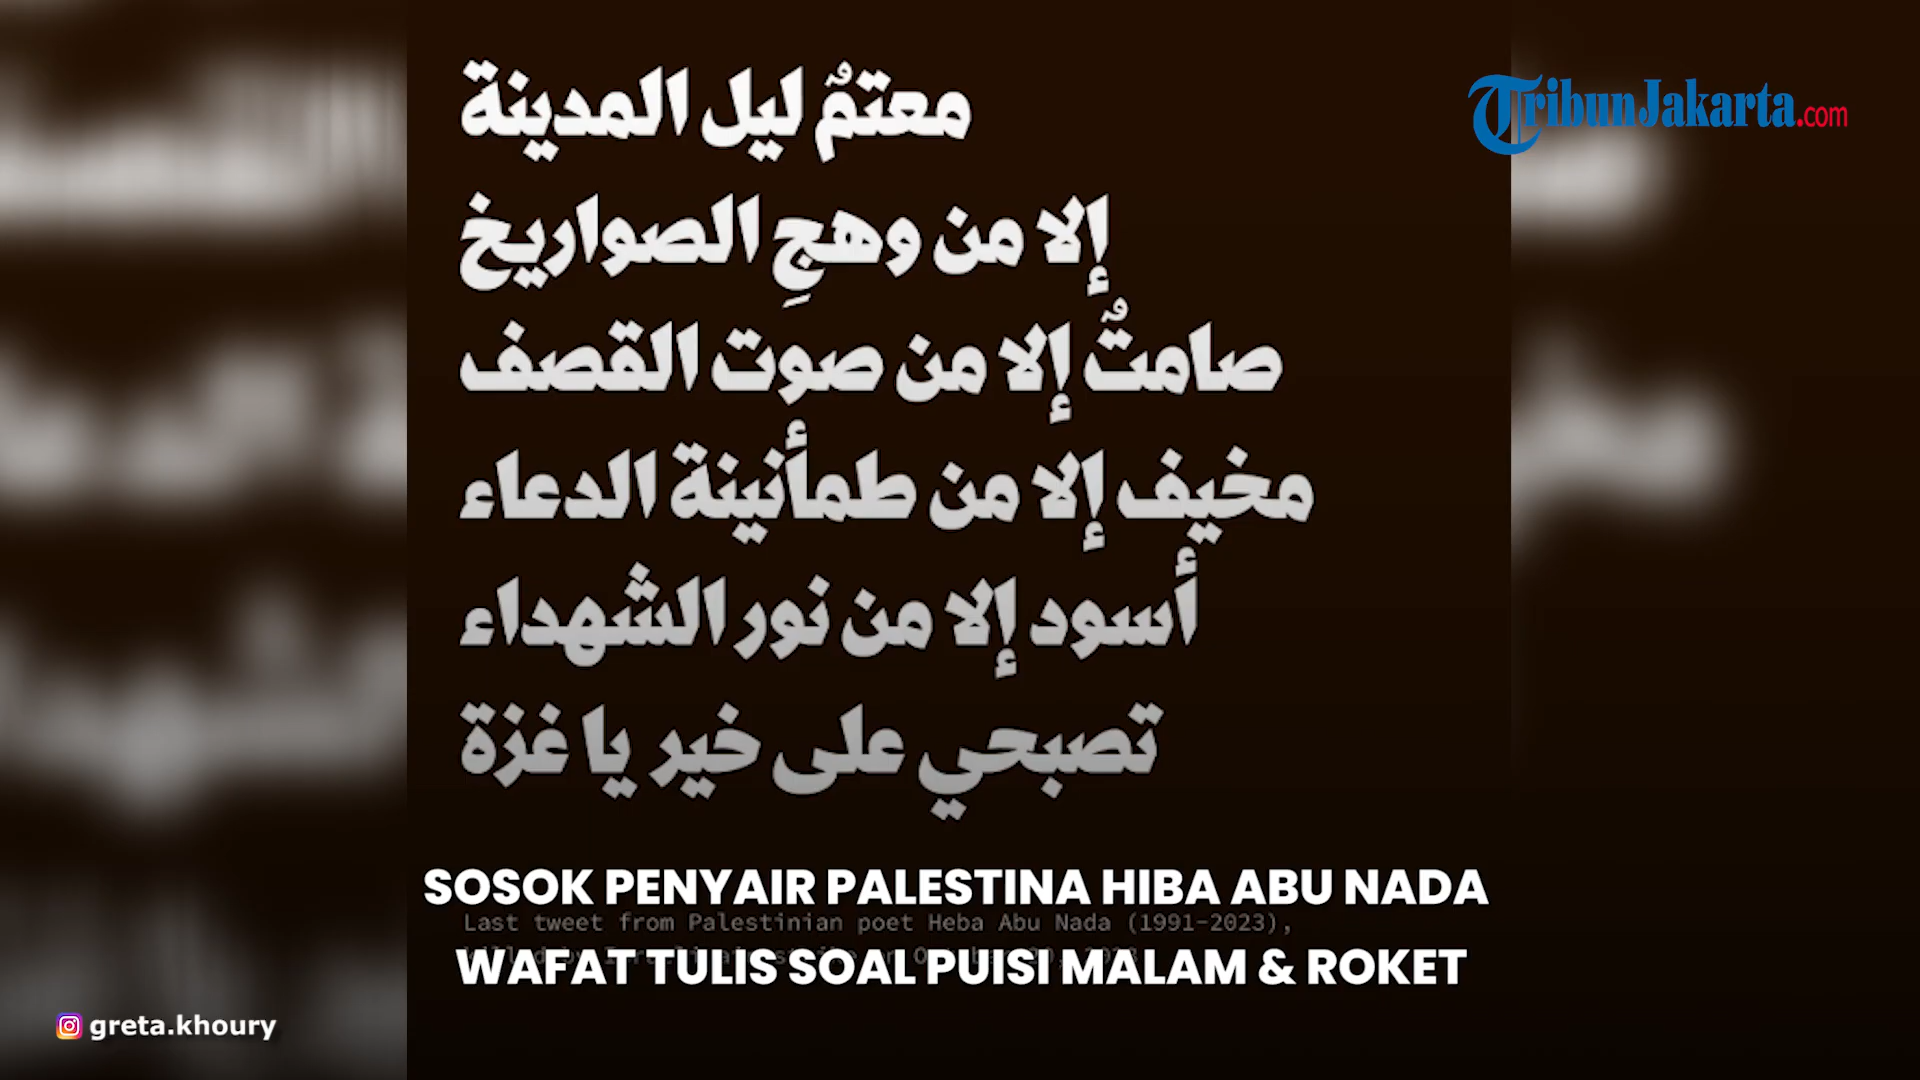 معتمٌ ليل المدينة
إلا من وهجِ الصواريخ
صامتٌ إلا من صوت القصف
مخيف إلا من طمأنينة الدعاء
أسود إلا من نور الشهداء
تصبحي على خير يا غزة
TribunJakarta.com
SOSOK PENYAIR PALESTINA HIBA ABU NADA
Last tweet from Palestinian poet Heba Abu Nada (1991-2023),
WAFAT TULIS SOAL PUISI MALAM & ROKET
greta.khoury